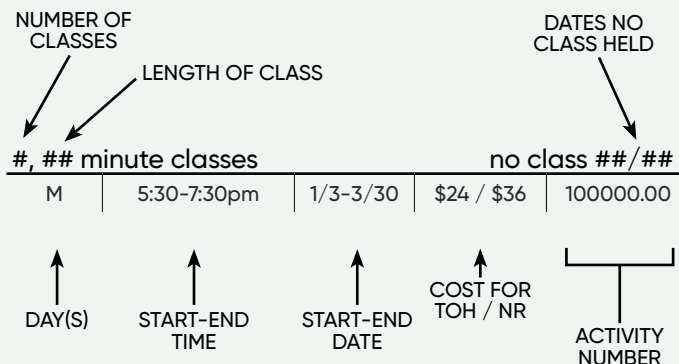 NUMBER OF
CLASSES
LENGTH OF CLASS
DATES NO
CLASS HELD
#, ## minute classes
no class ##/##
M
5:30-7:30pm
1/3-3/30
$24 / $36
100000.00
DAY(S)
START-END
TIME
START-END
DATE
COST FOR
TOH / NR
ACTIVITY
NUMBER